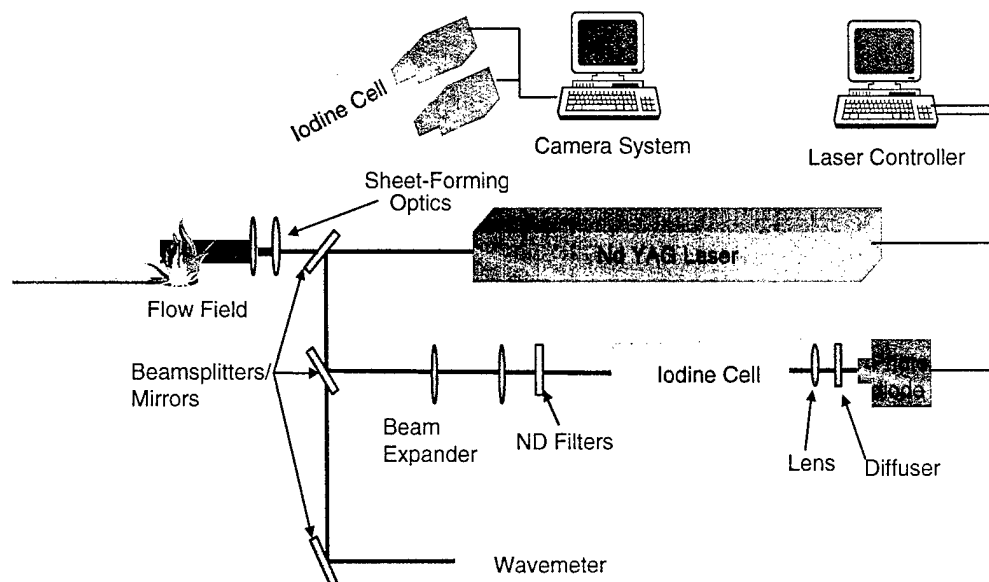 Iodine Cell
Camera System
Laser Controller
Sheet-Forming
Optics
Nd YAG Laser
Flow Field
Beamsplitters/
Mirrors
Iodine Cell
Beam
Expander
ND Filters
diode
Lens
Diffuser
Wavemeter